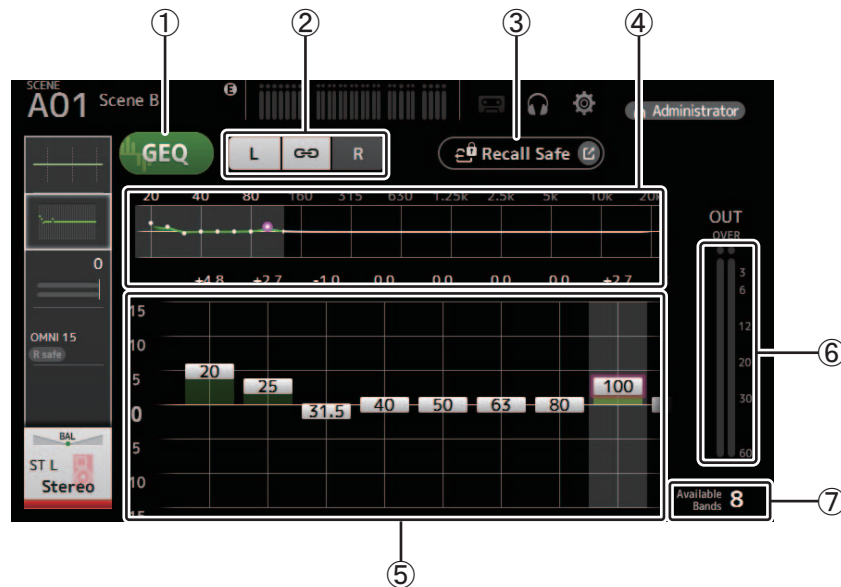 ① ② ③ ④
SCENE
A01 Scene B
E
Administrator
GEQ
L R
Recall Safe
20 40 80 160 315 630 1.25k 2.5k 5k 10k 20k
+4.8 +2.7 -1.0 0.0 0.0 0.0 0.0 +2.7
0
OMNI 15
R safe
BAL
ST L
Stereo
15
10
5
0
5
10
15
20 25 31.5 40 50 63 80 100
OUT
OVER
3
6
12
20
30
60
⑥
Available
Bands 8
⑦
⑤